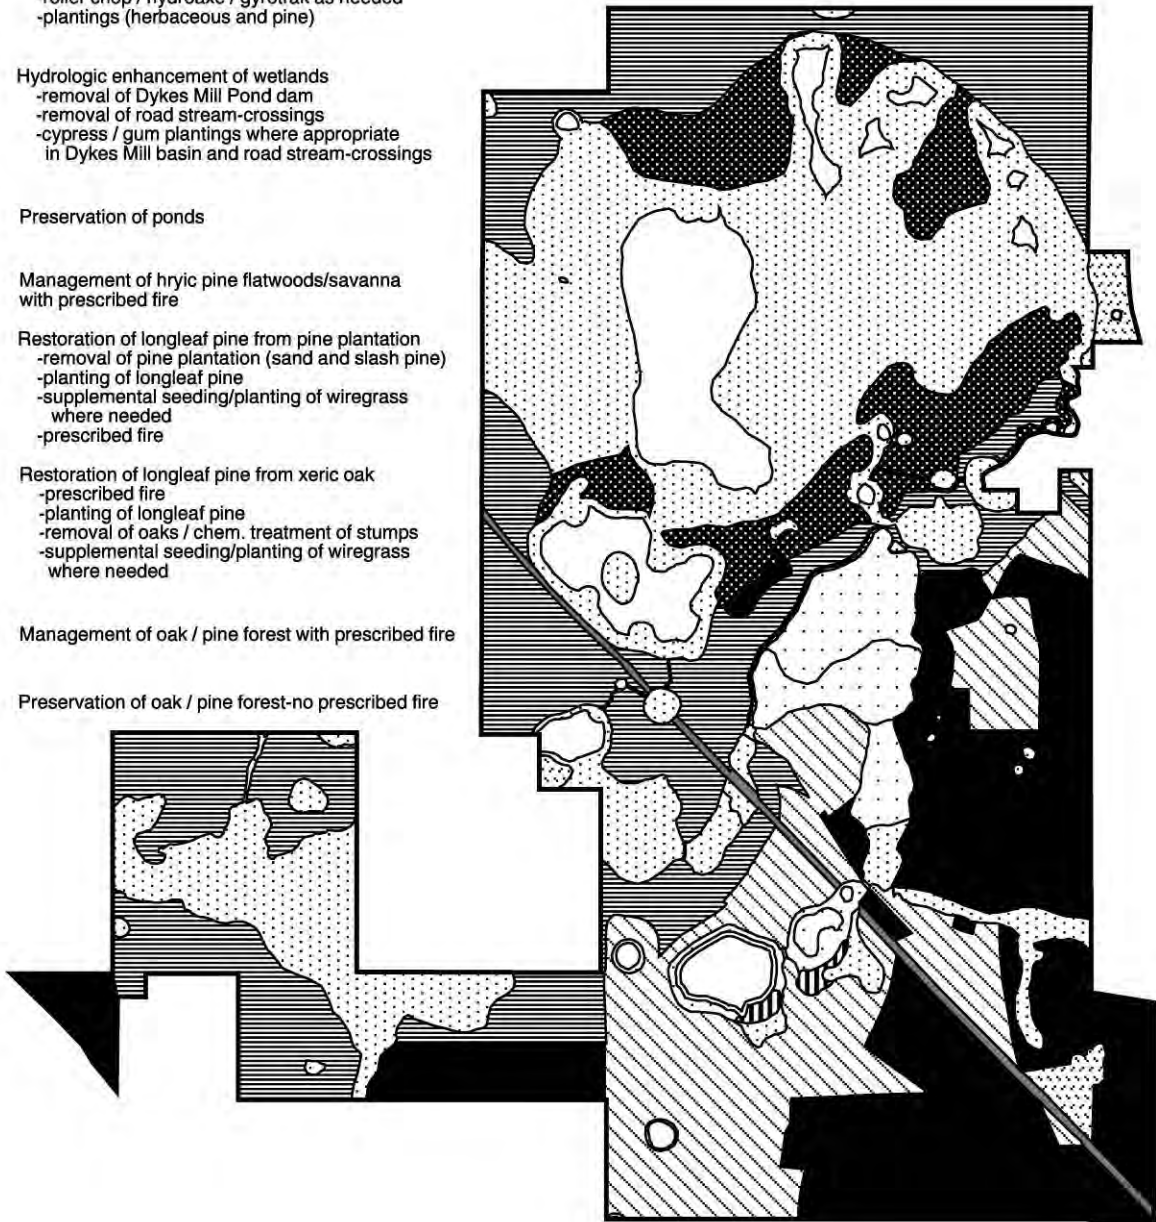 -roller chop / hydroaxe / gyrotrak as needed
-plantings (herbaceous and pine)
Hydrologic enhancement of wetlands
-removal of Dykes Mill Pond dam
-removal of road stream-crossings
-cypress / gum plantings where appropriate
in Dykes Mill basin and road stream-crossings
Preservation of ponds
Management of hryic pine flatwoods/savanna
with prescribed fire
Restoration of longleaf pine from pine plantation
-removal of pine plantation (sand and slash pine)
-planting of longleaf pine
-supplemental seeding/planting of wiregrass
where needed
-prescribed fire
Restoration of longleaf pine from xeric oak
-prescribed fire
-planting of longleaf pine
-removal of oaks / chem. treatment of stumps
-supplemental seeding/planting of wiregrass
where needed
Management of oak / pine forest with prescribed fire
Preservation of oak / pine forest-no prescribed fire